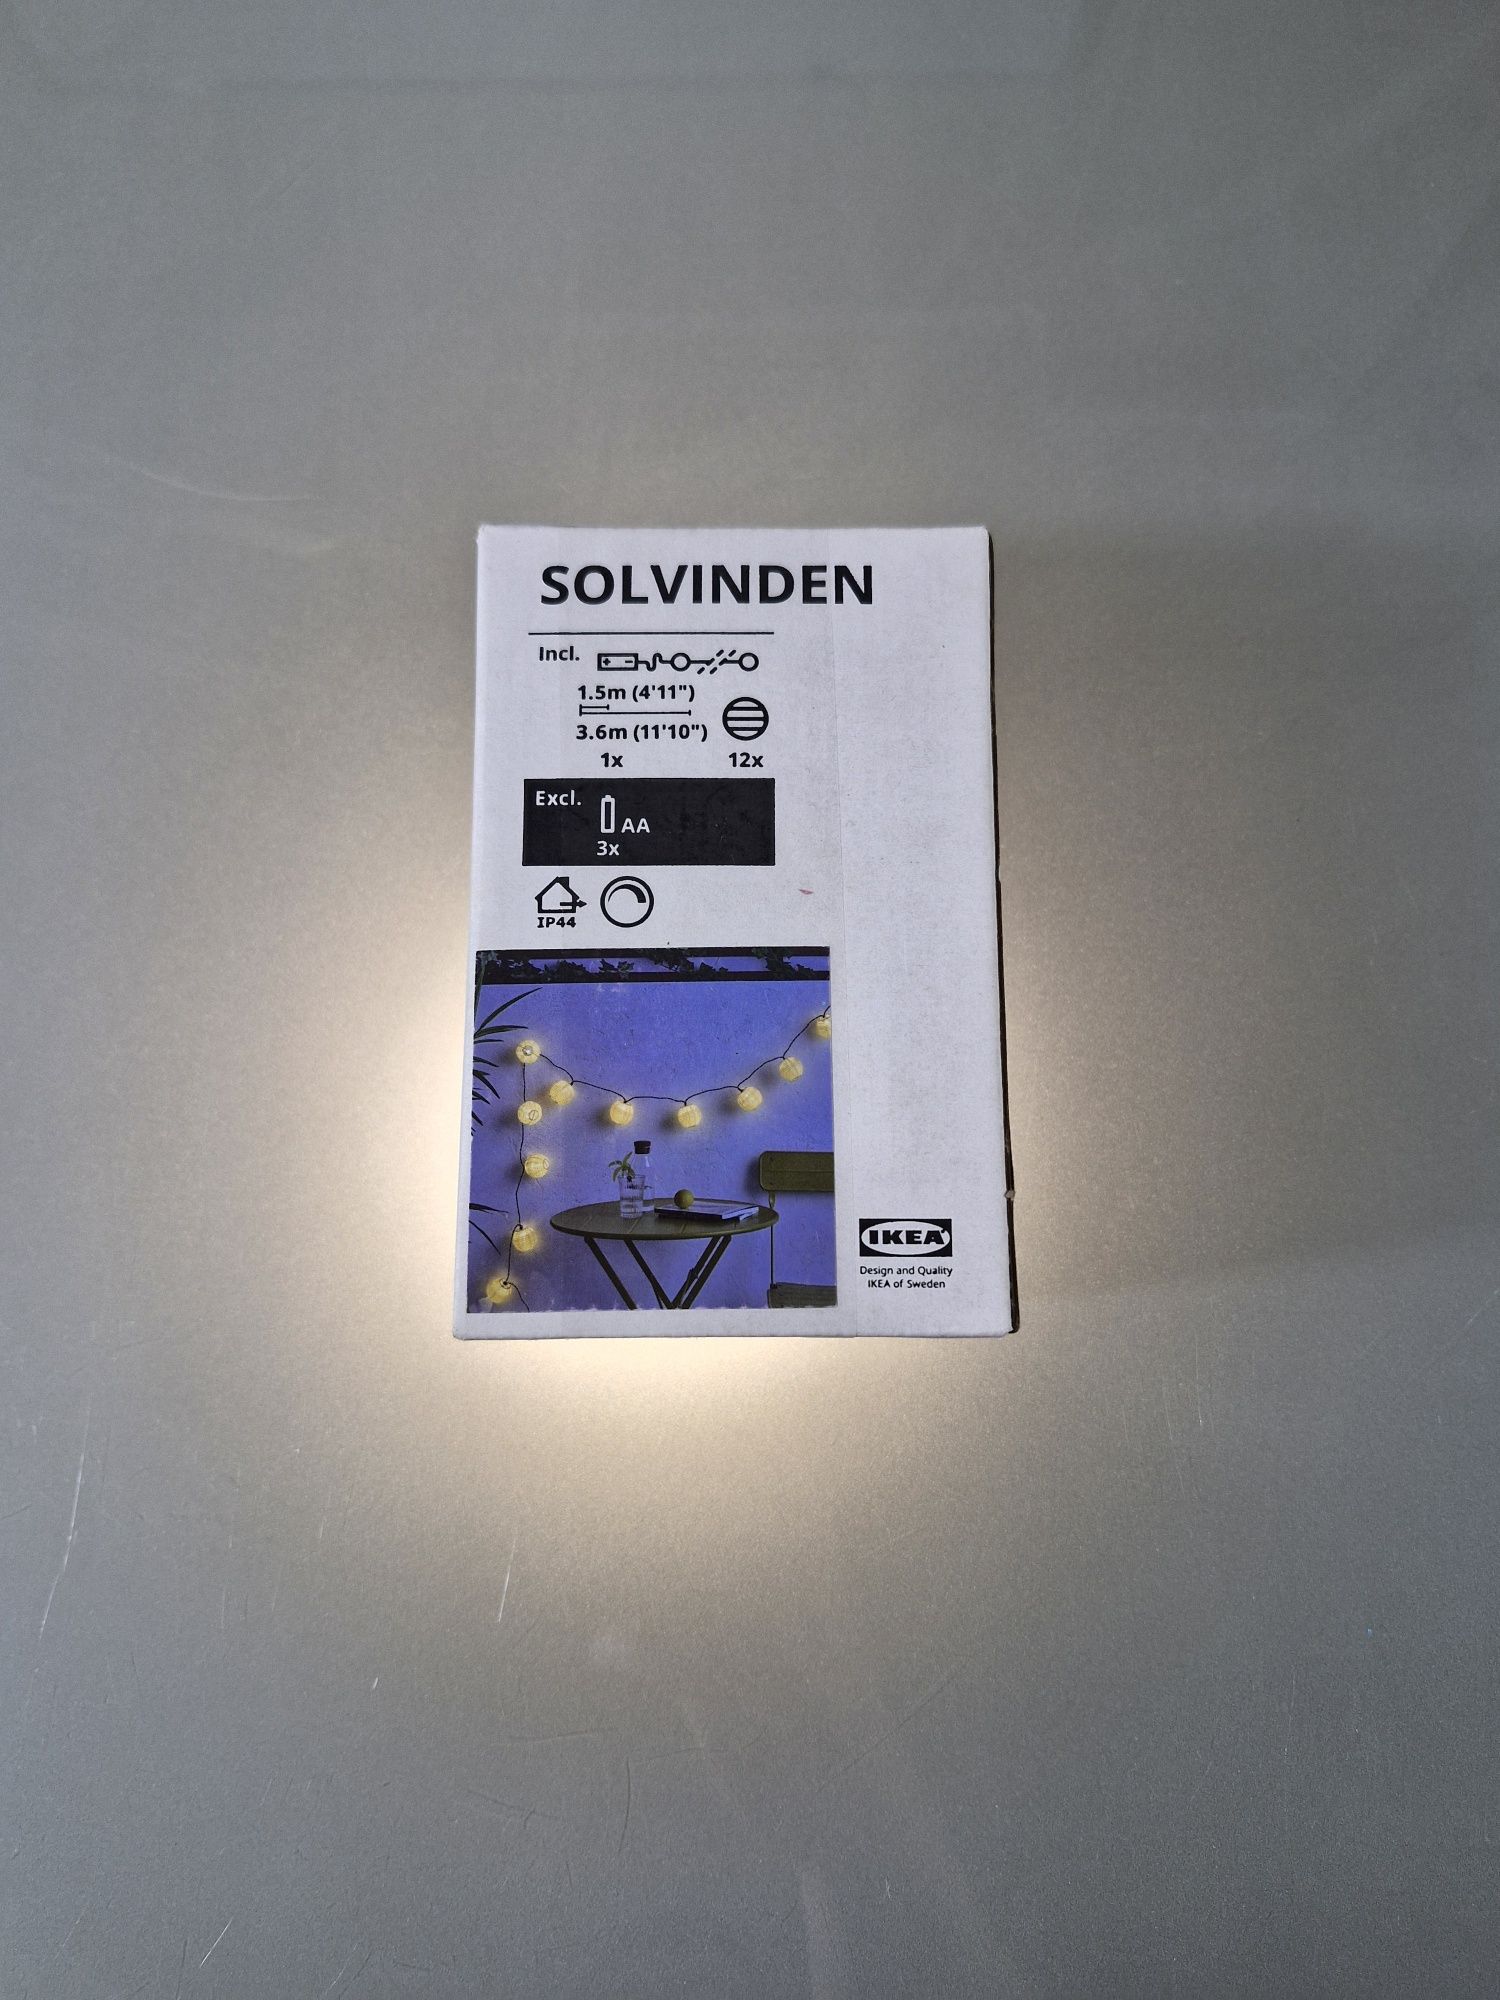 SOLVINDEN
Incl.
1.5m (4'11")
3.6m (11'10")
1x 12x
Excl.
AA
3x
IP44
IKEA
Design and Quality
IKEA of Sweden